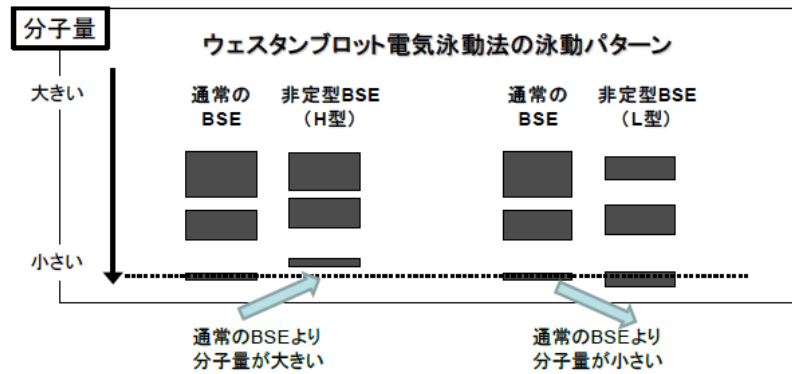 分子量
ウェスタンブロット電気泳動法の泳動パターン
大きい
小さい
通常の
BSE
非定型BSE
（H型）
通常の
BSE
非定型BSE
（L型）
通常のBSEより
分子量が大きい
通常のBSEより
分子量が小さい